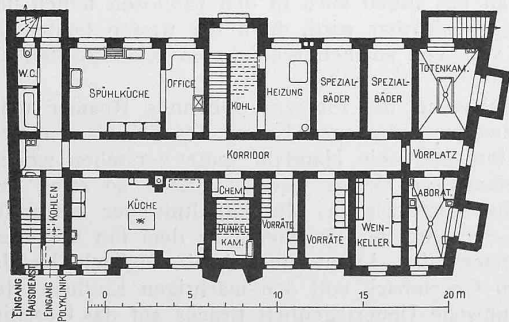 W.C.
SPÜHLKÜCHE
OFFICE
KOHL.
HEIZUNG
SPEZIAL-
BÄDER
SPEZIAL-
BÄDER
TOTENKAM.
KORRIDOR
VORPLATZ
KOHLEN
KÜCHE
CHEM.
DUNKEL
KAM.
VORRÄTE
VORRÄTE
WEIN-
KELLER
LABORAT.
EINGANG
HAUSDIENST
EINGANG
POLYKLINIK
1 0 5 10 15 20 m